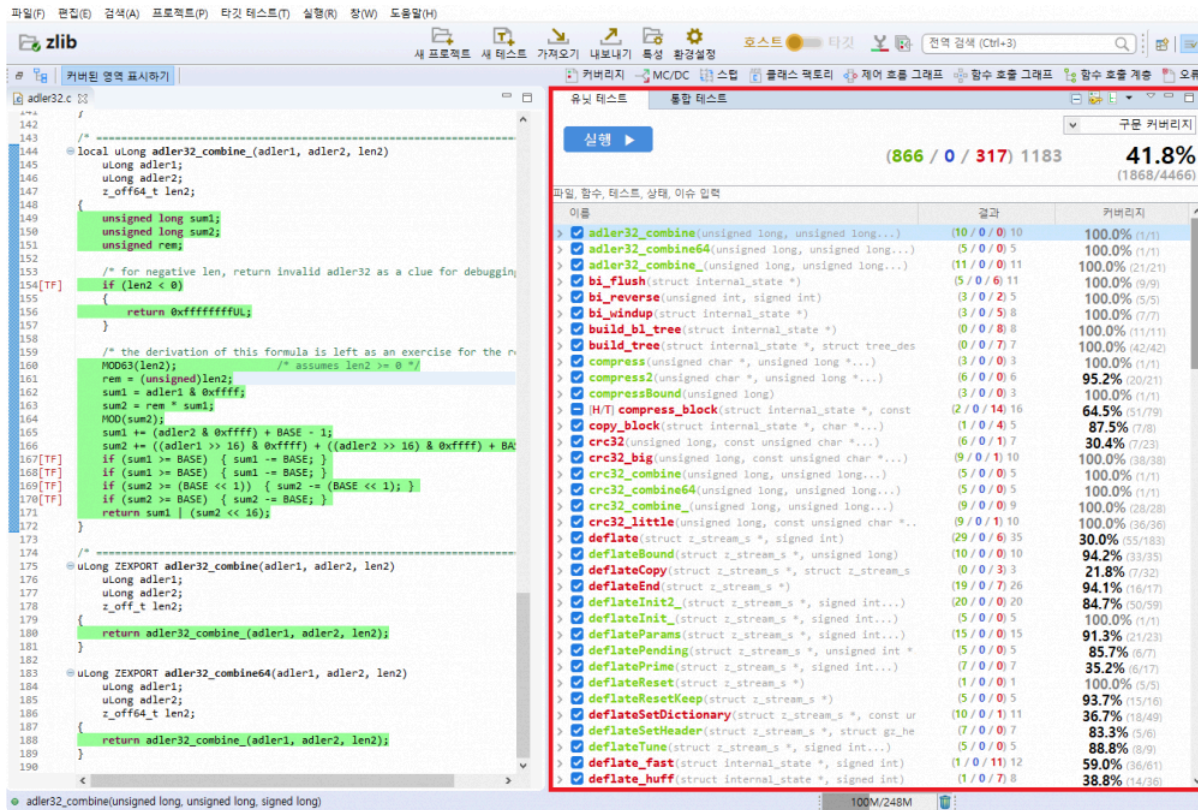 파일(F) 편집(E) 검색(A) 프로젝트(P) 타깃 테스트(T) 실행(R) 창(W) 도움말(H)
zlib
새 프로젝트 새 테스트 가져오기 내보내기 특성 환경설정
호스트 타깃
전역 검색 (Ctrl+3)
커버된 영역 표시하기
커버리지 MC/DC 스텁 클래스 팩토리 제어 흐름 그래프 함수 호출 그래프 함수 호출 계층 오류
adler32.c
141 }
142
143 /* ====
144 local uLong adler32_combine_(adler1, adler2, len2)
145 uLong adler1;
146 uLong adler2;
147 z_off64_t len2;
148 {
149 unsigned long sum1;
150 unsigned long sum2;
151 unsigned rem;
152
153 /* for negative len, return invalid adler32 as a clue for debugging
154[TF] if (len2 < 0)
155 {
156 return 0xffffffffUL;
157 }
158
159 /* the derivation of this formula is left as an exercise for the r
160 MOD63(len2); /* assumes len2 >= 0 */
161 rem = (unsigned)len2;
162 sum1 = adler1 & 0xffff;
163 sum2 = rem * sum1;
164 MOD(sum2);
165 sum1 += (adler2 & 0xffff) + BASE - 1;
166 sum2 += ((adler1 >> 16) & 0xffff) + ((adler2 >> 16) & 0xffff) + BAS
167[TF] if (sum1 >= BASE) { sum1 -= BASE; }
168[TF] if (sum1 >= BASE) { sum1 -= BASE; }
169[TF] if (sum2 >= (BASE << 1)) { sum2 -= (BASE << 1); }
170[TF] if (sum2 >= BASE) { sum2 -= BASE; }
171 return sum1 | (sum2 << 16);
172 }
173
174 /* ====
175 uLong ZEXPORT adler32_combine(adler1, adler2, len2)
176 uLong adler1;
177 uLong adler2;
178 z_off_t len2;
179 {
180 return adler32_combine_(adler1, adler2, len2);
181 }
182
183 uLong ZEXPORT adler32_combine64(adler1, adler2, len2)
184 uLong adler1;
185 uLong adler2;
186 z_off64_t len2;
187 {
188 return adler32_combine_(adler1, adler2, len2);
189 }
190
유닛 테스트 통합 테스트
실행
구문 커버리지
(866 / 0 / 317) 1183 41.8%
(1868/4466)
파일, 함수, 테스트, 상태, 이슈 입력
이름 결과 커버리지
adler32_combine(unsigned long, unsigned long...) (10 / 0 / 0) 10 100.0% (1/1)
adler32_combine64(unsigned long, unsigned long...) (5 / 0 / 0) 5 100.0% (1/1)
adler32_combine_(unsigned long, unsigned long...) (11 / 0 / 0) 11 100.0% (21/21)
bi_flush(struct internal_state *) (5 / 0 / 6) 11 100.0% (9/9)
bi_reverse(unsigned int, signed int) (3 / 0 / 2) 5 100.0% (5/5)
bi_windup(struct internal_state *) (3 / 0 / 5) 8 100.0% (7/7)
build_bl_tree(struct internal_state *) (0 / 0 / 8) 8 100.0% (11/11)
build_tree(struct internal_state *, struct tree_des (0 / 0 / 7) 7 100.0% (42/42)
compress(unsigned char *, unsigned long *...) (3 / 0 / 0) 3 100.0% (1/1)
compress2(unsigned char *, unsigned long *...) (6 / 0 / 0) 6 95.2% (20/21)
compressBound(unsigned long) (3 / 0 / 0) 3 100.0% (1/1)
[H/T] compress_block(struct internal_state *, const (2 / 0 / 14) 16 64.5% (51/79)
copy_block(struct internal_state *, char *...) (1 / 0 / 4) 5 87.5% (7/8)
crc32(unsigned long, const unsigned char *...) (6 / 0 / 1) 7 30.4% (7/23)
crc32_big(unsigned long, const unsigned char *...) (9 / 0 / 1) 10 100.0% (38/38)
crc32_combine(unsigned long, unsigned long...) (5 / 0 / 0) 5 100.0% (1/1)
crc32_combine64(unsigned long, unsigned long...) (5 / 0 / 0) 5 100.0% (1/1)
crc32_combine_(unsigned long, unsigned long...) (9 / 0 / 0) 9 100.0% (28/28)
crc32_little(unsigned long, const unsigned char *.. (9 / 0 / 1) 10 100.0% (36/36)
deflate(struct z_stream_s *, signed int) (29 / 0 / 6) 35 30.0% (55/183)
deflateBound(struct z_stream_s *, unsigned long) (10 / 0 / 0) 10 94.2% (33/35)
deflateCopy(struct z_stream_s *, struct z_stream_s (0 / 0 / 3) 3 21.8% (7/32)
deflateEnd(struct z_stream_s *) (19 / 0 / 7) 26 94.1% (16/17)
deflateInit2_(struct z_stream_s *, signed int...) (20 / 0 / 0) 20 84.7% (50/59)
deflateInit_(struct z_stream_s *, signed int...) (5 / 0 / 0) 5 100.0% (1/1)
deflateParams(struct z_stream_s *, signed int...) (15 / 0 / 0) 15 91.3% (21/23)
deflatePending(struct z_stream_s *, unsigned int * (5 / 0 / 0) 5 85.7% (6/7)
deflatePrime(struct z_stream_s *, signed int...) (7 / 0 / 0) 7 35.2% (6/17)
deflateReset(struct z_stream_s *) (1 / 0 / 0) 1 100.0% (5/5)
deflateResetKeep(struct z_stream_s *) (5 / 0 / 0) 5 93.7% (15/16)
deflateSetDictionary(struct z_stream_s *, const ur (10 / 0 / 1) 11 36.7% (18/49)
deflateSetHeader(struct z_stream_s *, struct gz_he (7 / 0 / 0) 7 83.3% (5/6)
deflateTune(struct z_stream_s *, signed int...) (5 / 0 / 0) 5 88.8% (8/9)
deflate_fast(struct internal_state *, signed int) (1 / 0 / 11) 12 59.0% (36/61)
deflate_huff(struct internal_state *, signed int) (1 / 0 / 7) 8 38.8% (14/36)
adler32_combine(unsigned long, unsigned long, signed long)
100M/248M